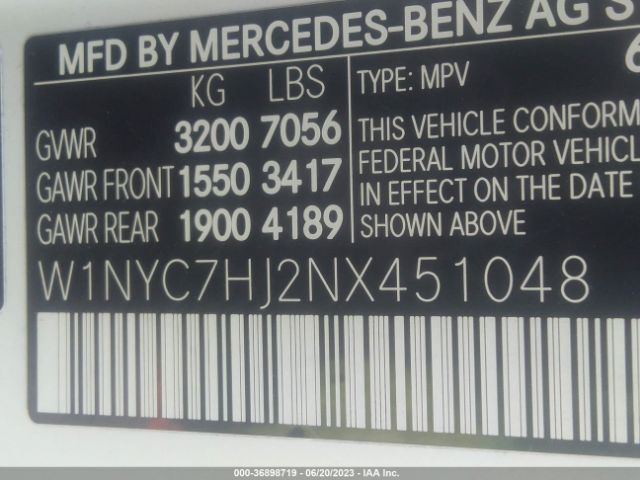 MFD BY MERCEDES-BENZ AG S
KG LBS
GVWR 3200 7056
GAWR FRONT 1550 3417
GAWR REAR 1900 4189
TYPE: MPV
THIS VEHICLE CONFORM
FEDERAL MOTOR VEHICL
IN EFFECT ON THE DATE
SHOWN ABOVE
W1NYC7HJ2NX451048
000-36898719 - 06/20/2023 - IAA Inc.